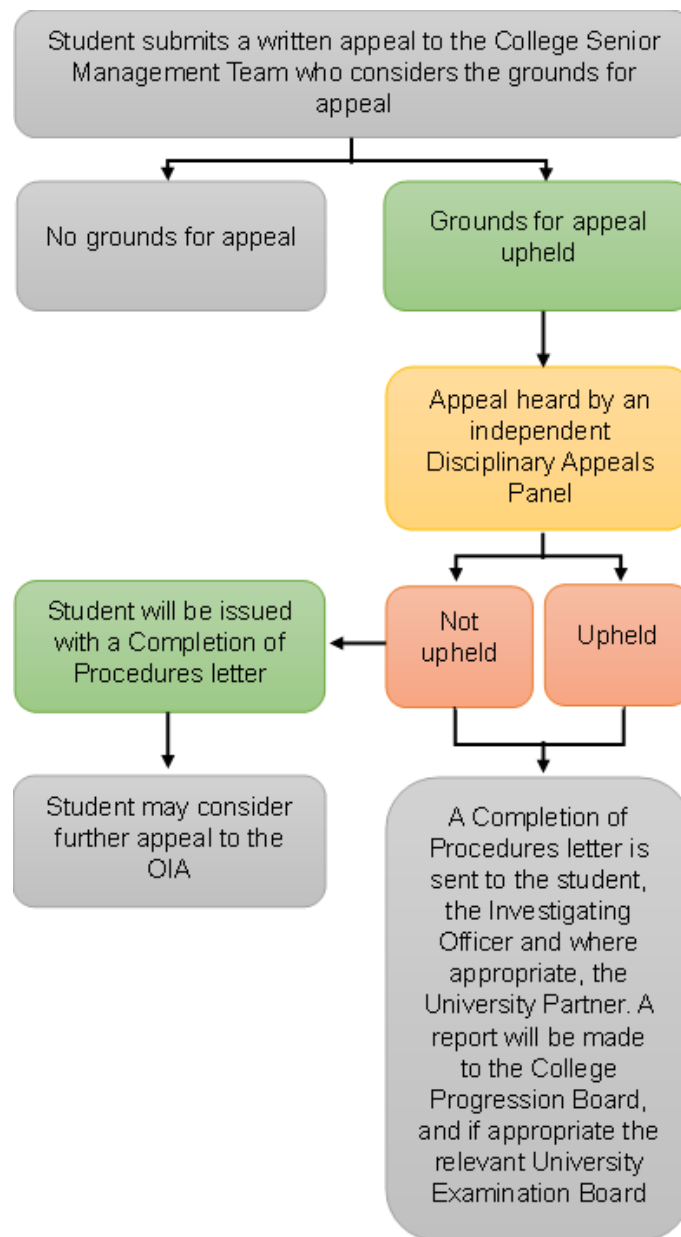 Student submits a written appeal to the College Senior
Management Team who considers the grounds for
appeal
No grounds for appeal
Grounds for appeal
upheld
Appeal heard by an
independent
Disciplinary Appeals
Panel
Student will be issued
with a Completion of
Procedures letter
Not
upheld
Upheld
Student may consider
further appeal to the
OIA
A Completion of
Procedures letter is
sent to the student,
the Investigating
Officer and where
appropriate, the
University Partner. A
report will be made
to the College
Progression Board,
and if appropriate the
relevant University
Examination Board